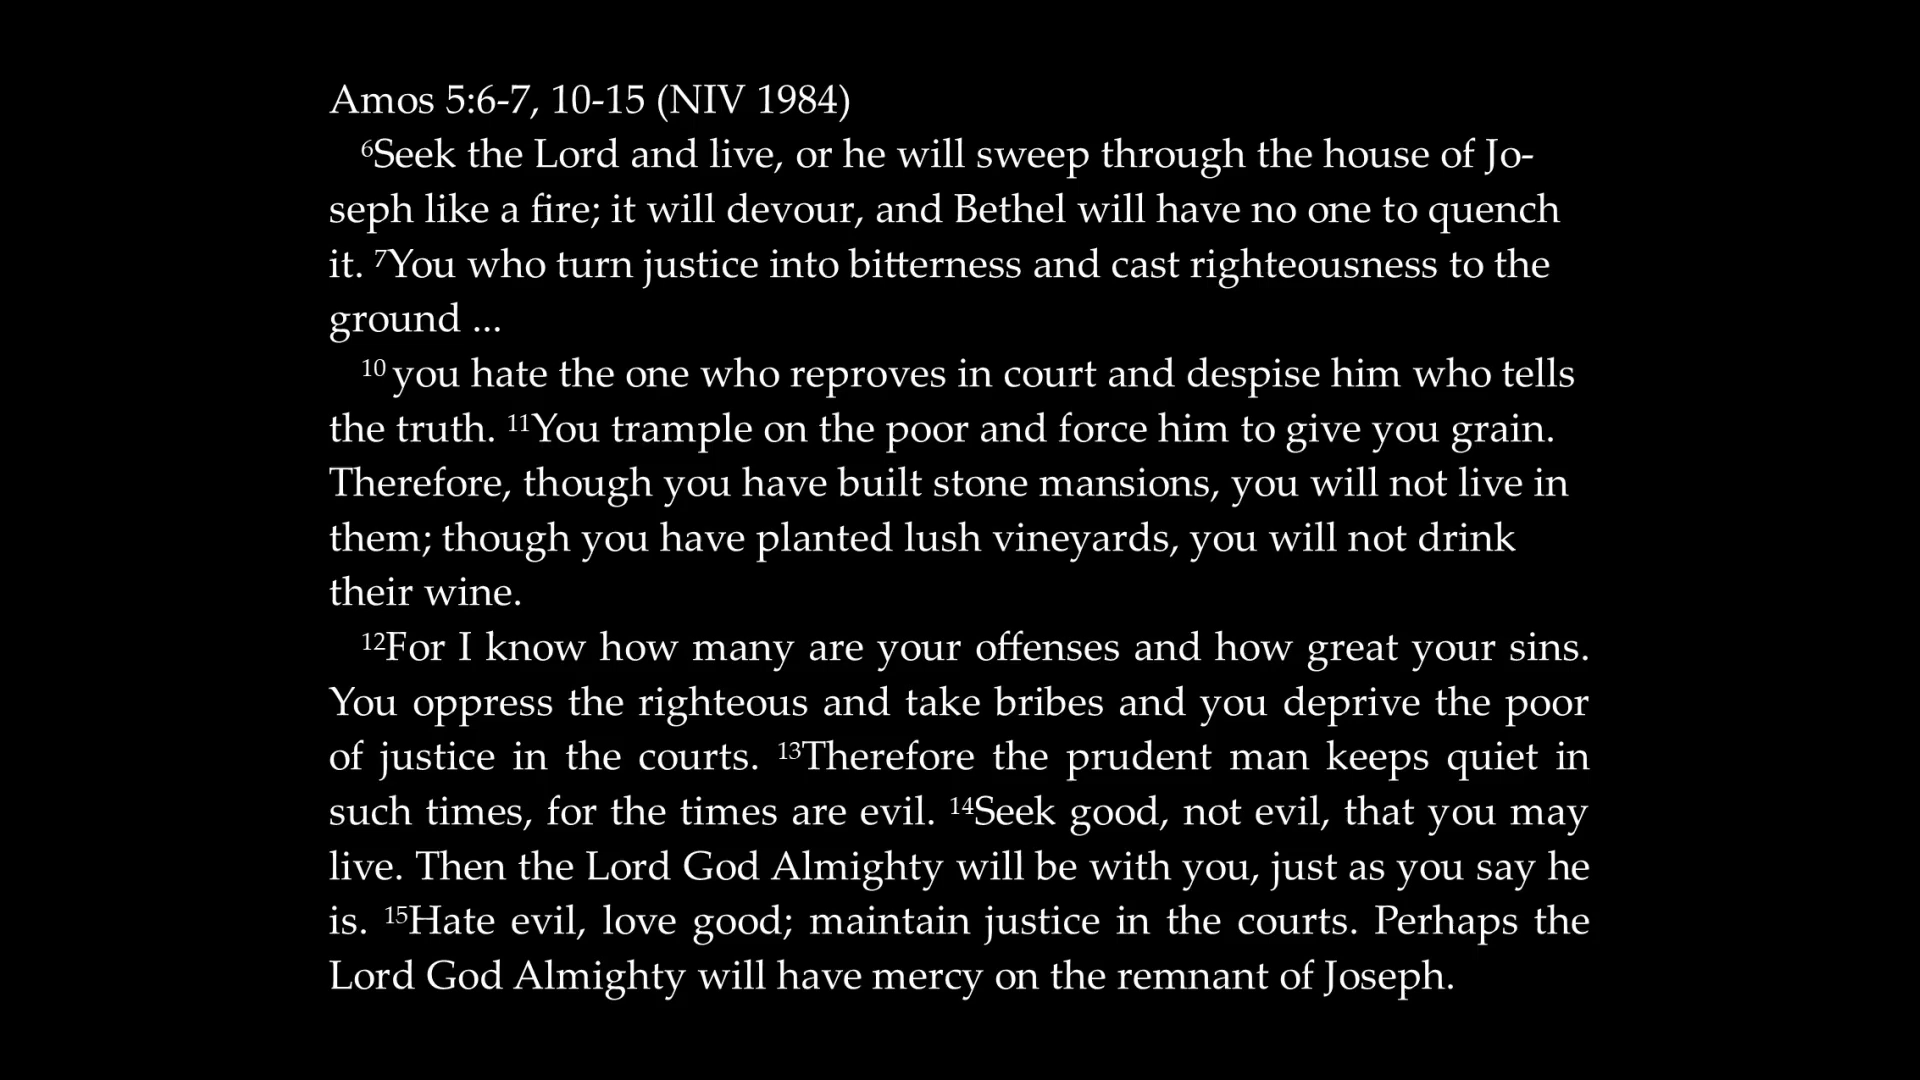 Amos 5:6-7, 10-15 (NIV 1984)
⁶Seek the Lord and live, or he will sweep through the house of Jo-
seph like a fire; it will devour, and Bethel will have no one to quench
it. ⁷You who turn justice into bitterness and cast righteousness to the
ground ...
¹⁰ you hate the one who reproves in court and despise him who tells
the truth. ¹¹You trample on the poor and force him to give you grain.
Therefore, though you have built stone mansions, you will not live in
them; though you have planted lush vineyards, you will not drink
their wine.
¹²For I know how many are your offenses and how great your sins.
You oppress the righteous and take bribes and you deprive the poor
of justice in the courts. ¹³Therefore the prudent man keeps quiet in
such times, for the times are evil. ¹⁴Seek good, not evil, that you may
live. Then the Lord God Almighty will be with you, just as you say he
is. ¹⁵Hate evil, love good; maintain justice in the courts. Perhaps the
Lord God Almighty will have mercy on the remnant of Joseph.